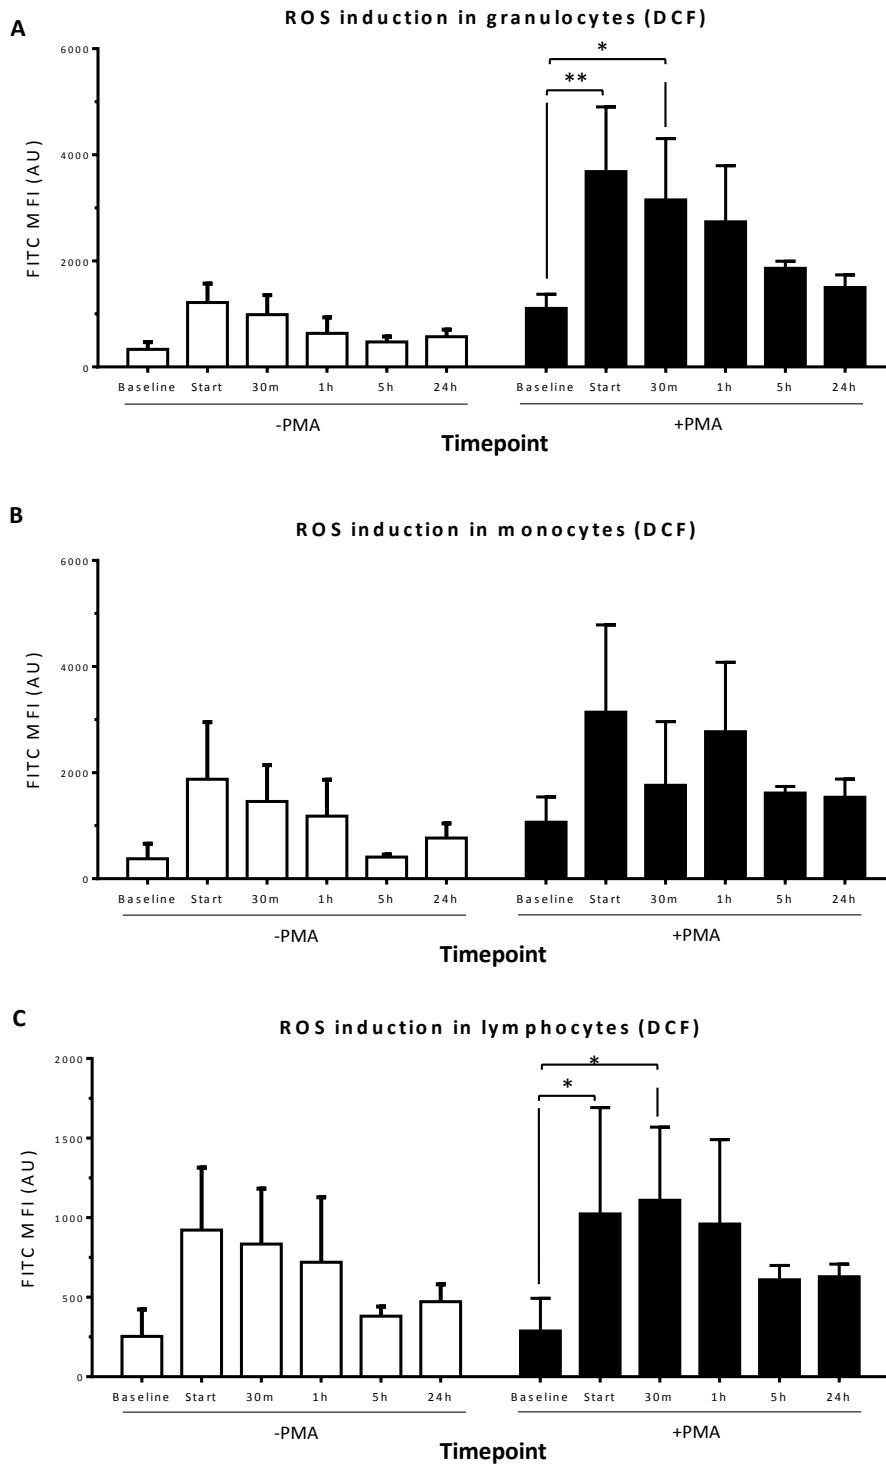 A
ROS induction in granulocytes (DCF)
6000
4000
2000
0
FITC MFI (AU)
*
**
Baseline Start 30m 1h 5h 24h Baseline Start 30m 1h 5h 24h
-PMA +PMA
Timepoint
B
ROS induction in monocytes (DCF)
6000
4000
2000
0
FITC MFI (AU)
Baseline Start 30m 1h 5h 24h Baseline Start 30m 1h 5h 24h
-PMA +PMA
Timepoint
C
ROS induction in lymphocytes (DCF)
2000
1500
1000
500
0
FITC MFI (AU)
*
*
Baseline Start 30m 1h 5h 24h Baseline Start 30m 1h 5h 24h
-PMA +PMA
Timepoint